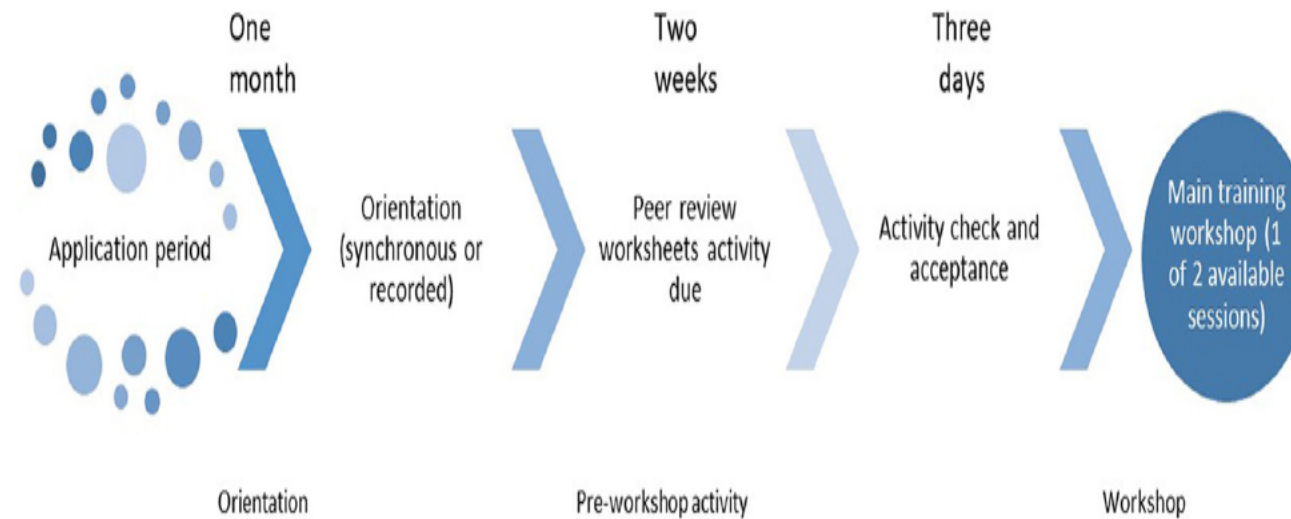 One
month
Two
weeks
Three
days
Application period
Orientation
(synchronous or
recorded)
Peer review
worksheets activity
due
Activity check and
acceptance
Main training
workshop (1
of 2 available
sessions)
Orientation
Pre-workshop activity
Workshop